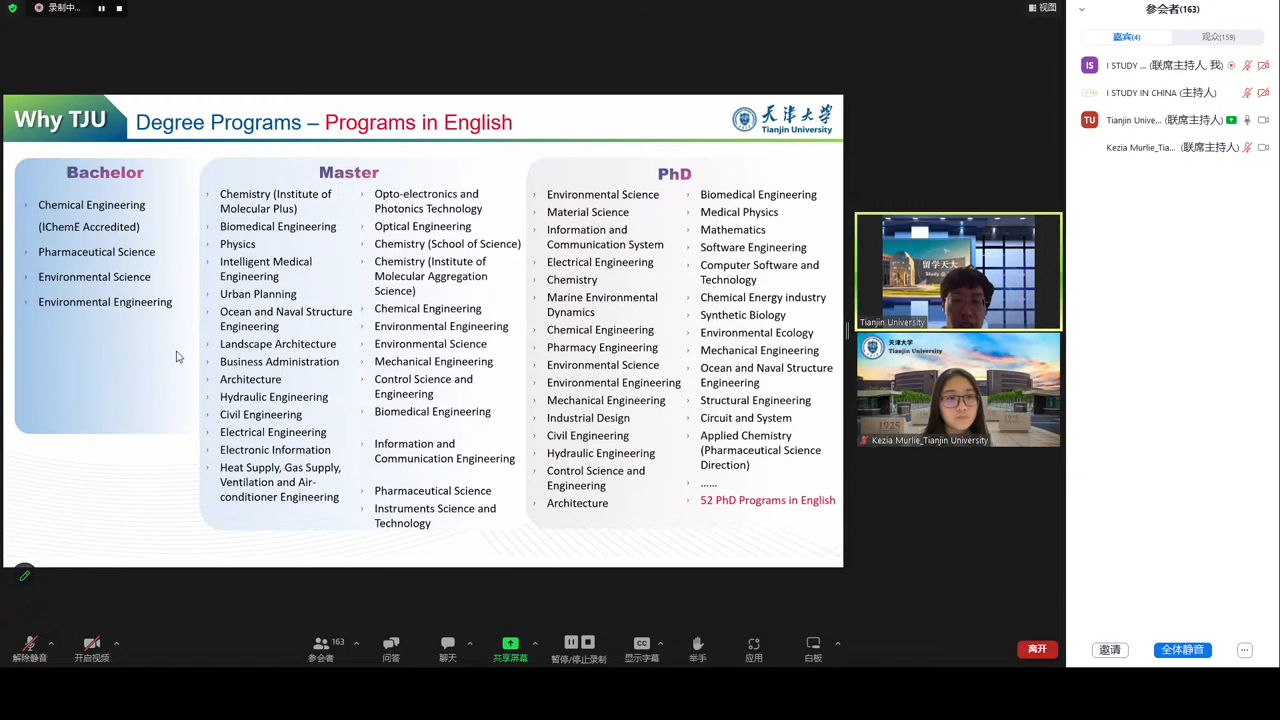 录制中...
视图
Why TJU
Degree Programs – Programs in English
天津大学
Tianjin University
Bachelor
Chemical Engineering
(IChemE Accredited)
Pharmaceutical Science
Environmental Science
Environmental Engineering
Master
Chemistry (Institute of
Molecular Plus)
Biomedical Engineering
Physics
Intelligent Medical
Engineering
Urban Planning
Ocean and Naval Structure
Engineering
Landscape Architecture
Business Administration
Architecture
Hydraulic Engineering
Civil Engineering
Electrical Engineering
Electronic Information
Heat Supply, Gas Supply,
Ventilation and Air-
conditioner Engineering
Opto-electronics and
Photonics Technology
Optical Engineering
Chemistry (School of Science)
Chemistry (Institute of
Molecular Aggregation
Science)
Chemical Engineering
Environmental Engineering
Environmental Science
Mechanical Engineering
Control Science and
Engineering
Biomedical Engineering
Information and
Communication Engineering
Pharmaceutical Science
Instruments Science and
Technology
PhD
Environmental Science
Material Science
Information and
Communication System
Electrical Engineering
Chemistry
Marine Environmental
Dynamics
Chemical Engineering
Pharmacy Engineering
Environmental Science
Environmental Engineering
Mechanical Engineering
Industrial Design
Civil Engineering
Hydraulic Engineering
Control Science and
Engineering
Architecture
Biomedical Engineering
Medical Physics
Mathematics
Software Engineering
Computer Software and
Technology
Chemical Energy industry
Synthetic Biology
Environmental Ecology
Mechanical Engineering
Ocean and Naval Structure
Engineering
Structural Engineering
Circuit and System
Applied Chemistry
(Pharmaceutical Science
Direction)
......
52 PhD Programs in English
留学天大
Study @
Tianjin University
天津大学
Tianjin University
1925
Kezia Murlie_Tianjin University
参会者(163)
嘉宾(4)
观众(159)
IS
I STUDY ... (联席主持人, 我)
I STUDY IN CHINA (主持人)
TU
Tianjin Unive... (联席主持人)
Kezia Murlie_Tia... (联席主持人)
解除静音
开启视频
163
参会者
问答
聊天
共享屏幕
暂停/停止录制
CC
显示字幕
举手
应用
白板
离开
邀请
全体静音
...